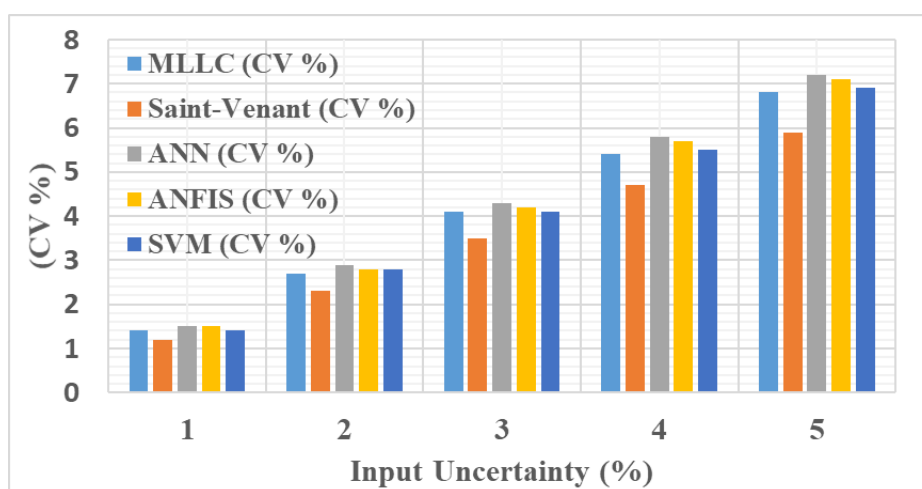 8
7
6
5
4
3
2
1
0
(CV %)
MLLC (CV %)
Saint-Venant (CV %)
ANN (CV %)
ANFIS (CV %)
SVM (CV %)
1 2 3 4 5
Input Uncertainty (%)